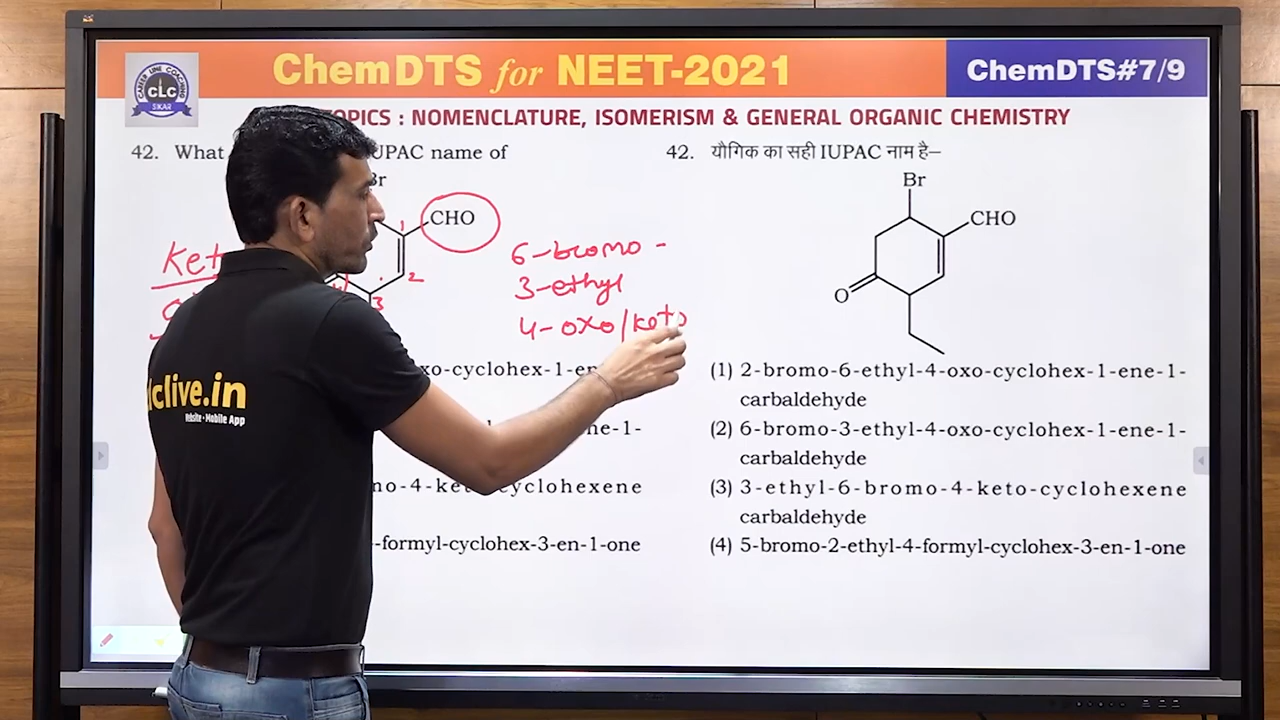 ChemDTS for NEET-2021
ChemDTS#7/9
CLC
SIKAR
TOPICS : NOMENCLATURE, ISOMERISM & GENERAL ORGANIC CHEMISTRY
42. What UPAC name of
Br
CHO
1
2
3
4
Ket
6-bromo -
3-ethyl
4-oxo/keto
xo-cyclohex-1-en
ne-1-
no-4-keto-cyclohexene
-formyl-cyclohex-3-en-1-one
42. यौगिक का सही IUPAC नाम है–
Br
CHO
O
(1) 2-bromo-6-ethyl-4-oxo-cyclohex-1-ene-1-
carbaldehyde
(2) 6-bromo-3-ethyl-4-oxo-cyclohex-1-ene-1-
carbaldehyde
(3) 3-ethyl-6-bromo-4-keto-cyclohexene
carbaldehyde
(4) 5-bromo-2-ethyl-4-formyl-cyclohex-3-en-1-one
clclive.in
Website • Mobile App